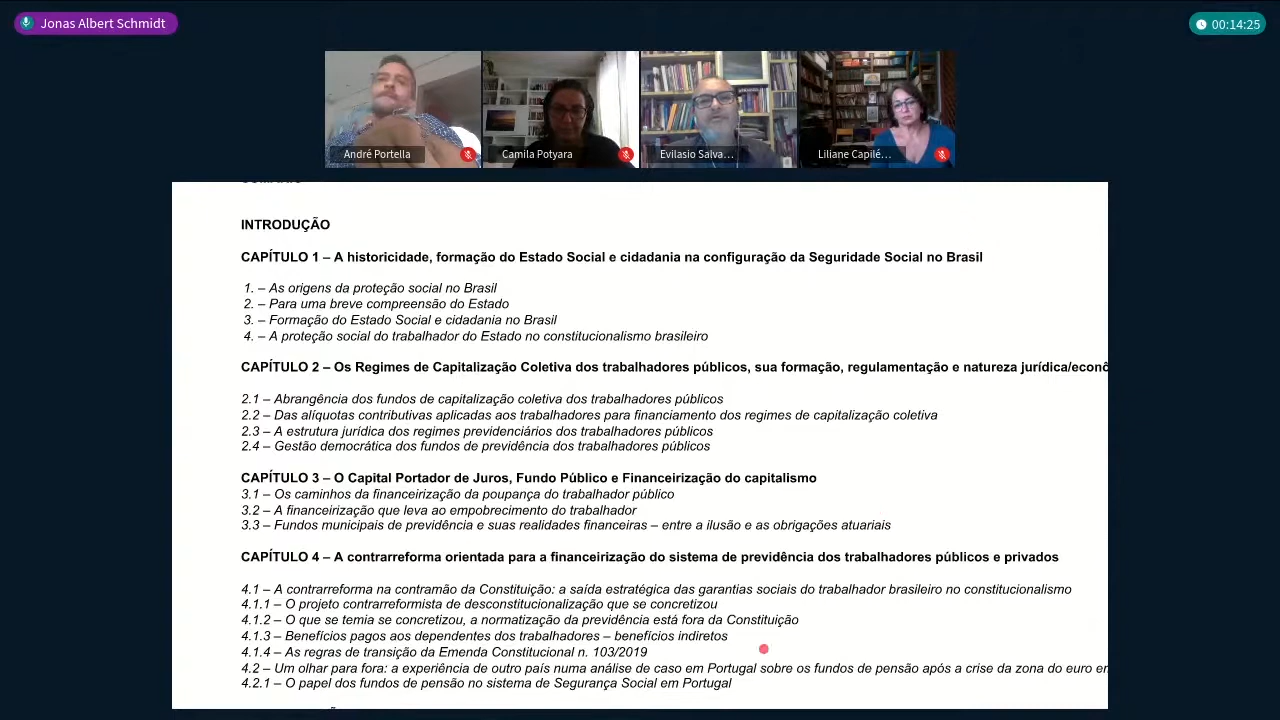 Jonas Albert Schmidt
00:14:25
André Portella
Camila Potyara
Evilasio Salva...
Liliane Capilé...
INTRODUÇÃO
CAPÍTULO 1 – A historicidade, formação do Estado Social e cidadania na configuração da Seguridade Social no Brasil
1. – As origens da proteção social no Brasil
2. – Para uma breve compreensão do Estado
3. – Formação do Estado Social e cidadania no Brasil
4. – A proteção social do trabalhador do Estado no constitucionalismo brasileiro
CAPÍTULO 2 – Os Regimes de Capitalização Coletiva dos trabalhadores públicos, sua formação, regulamentação e natureza jurídica/econô
2.1 – Abrangência dos fundos de capitalização coletiva dos trabalhadores públicos
2.2 – Das alíquotas contributivas aplicadas aos trabalhadores para financiamento dos regimes de capitalização coletiva
2.3 – A estrutura jurídica dos regimes previdenciários dos trabalhadores públicos
2.4 – Gestão democrática dos fundos de previdência dos trabalhadores públicos
CAPÍTULO 3 – O Capital Portador de Juros, Fundo Público e Financeirização do capitalismo
3.1 – Os caminhos da financeirização da poupança do trabalhador público
3.2 – A financeirização que leva ao empobrecimento do trabalhador
3.3 – Fundos municipais de previdência e suas realidades financeiras – entre a ilusão e as obrigações atuariais
CAPÍTULO 4 – A contrarreforma orientada para a financeirização do sistema de previdência dos trabalhadores públicos e privados
4.1 – A contrarreforma na contramão da Constituição: a saída estratégica das garantias sociais do trabalhador brasileiro no constitucionalismo
4.1.1 – O projeto contrarreformista de desconstitucionalização que se concretizou
4.1.2 – O que se temia se concretizou, a normatização da previdência está fora da Constituição
4.1.3 – Benefícios pagos aos dependentes dos trabalhadores – benefícios indiretos
4.1.4 – As regras de transição da Emenda Constitucional n. 103/2019
4.2 – Um olhar para fora: a experiência de outro país numa análise de caso em Portugal sobre os fundos de pensão após a crise da zona do euro
4.2.1 – O papel dos fundos de pensão no sistema de Segurança Social em Portugal